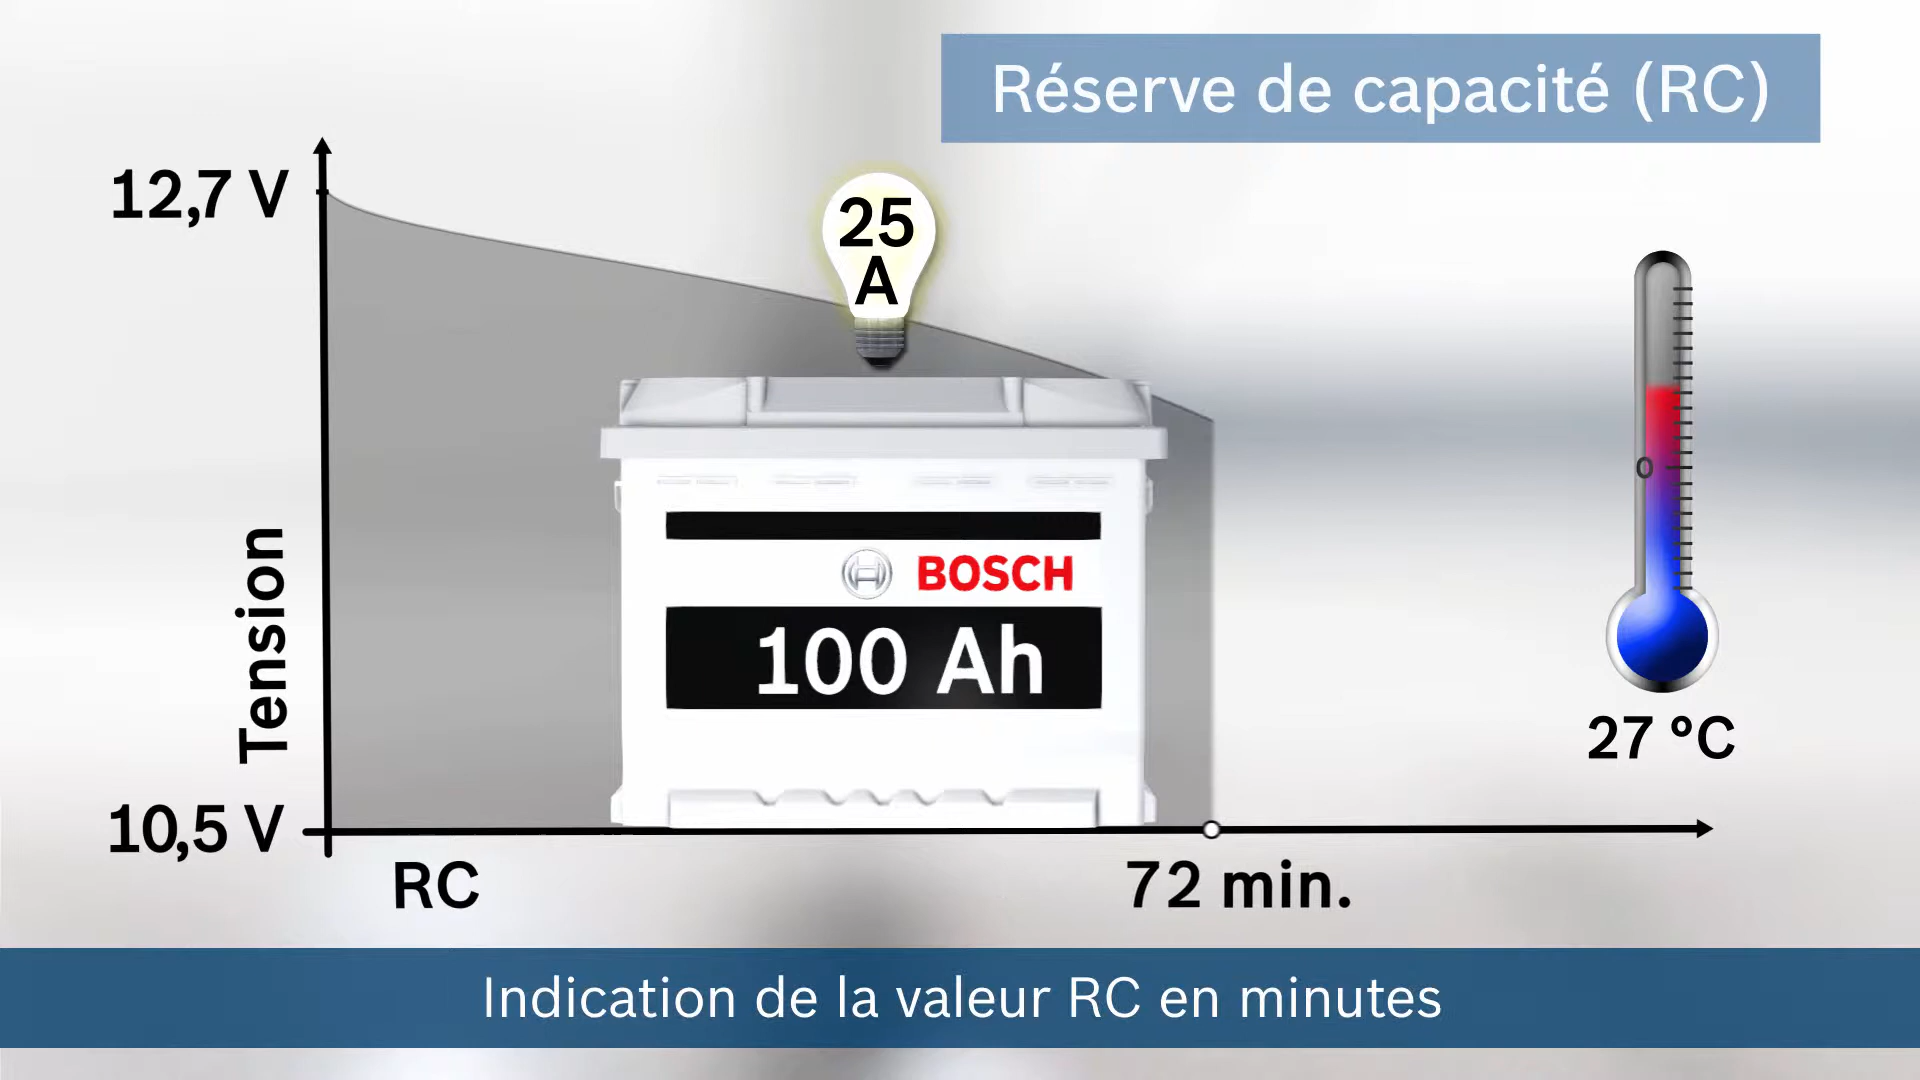 Réserve de capacité (RC)
12,7 V
25
A
0
BOSCH
100 Ah
Tension
27 °C
10,5 V
RC
72 min.
Indication de la valeur RC en minutes